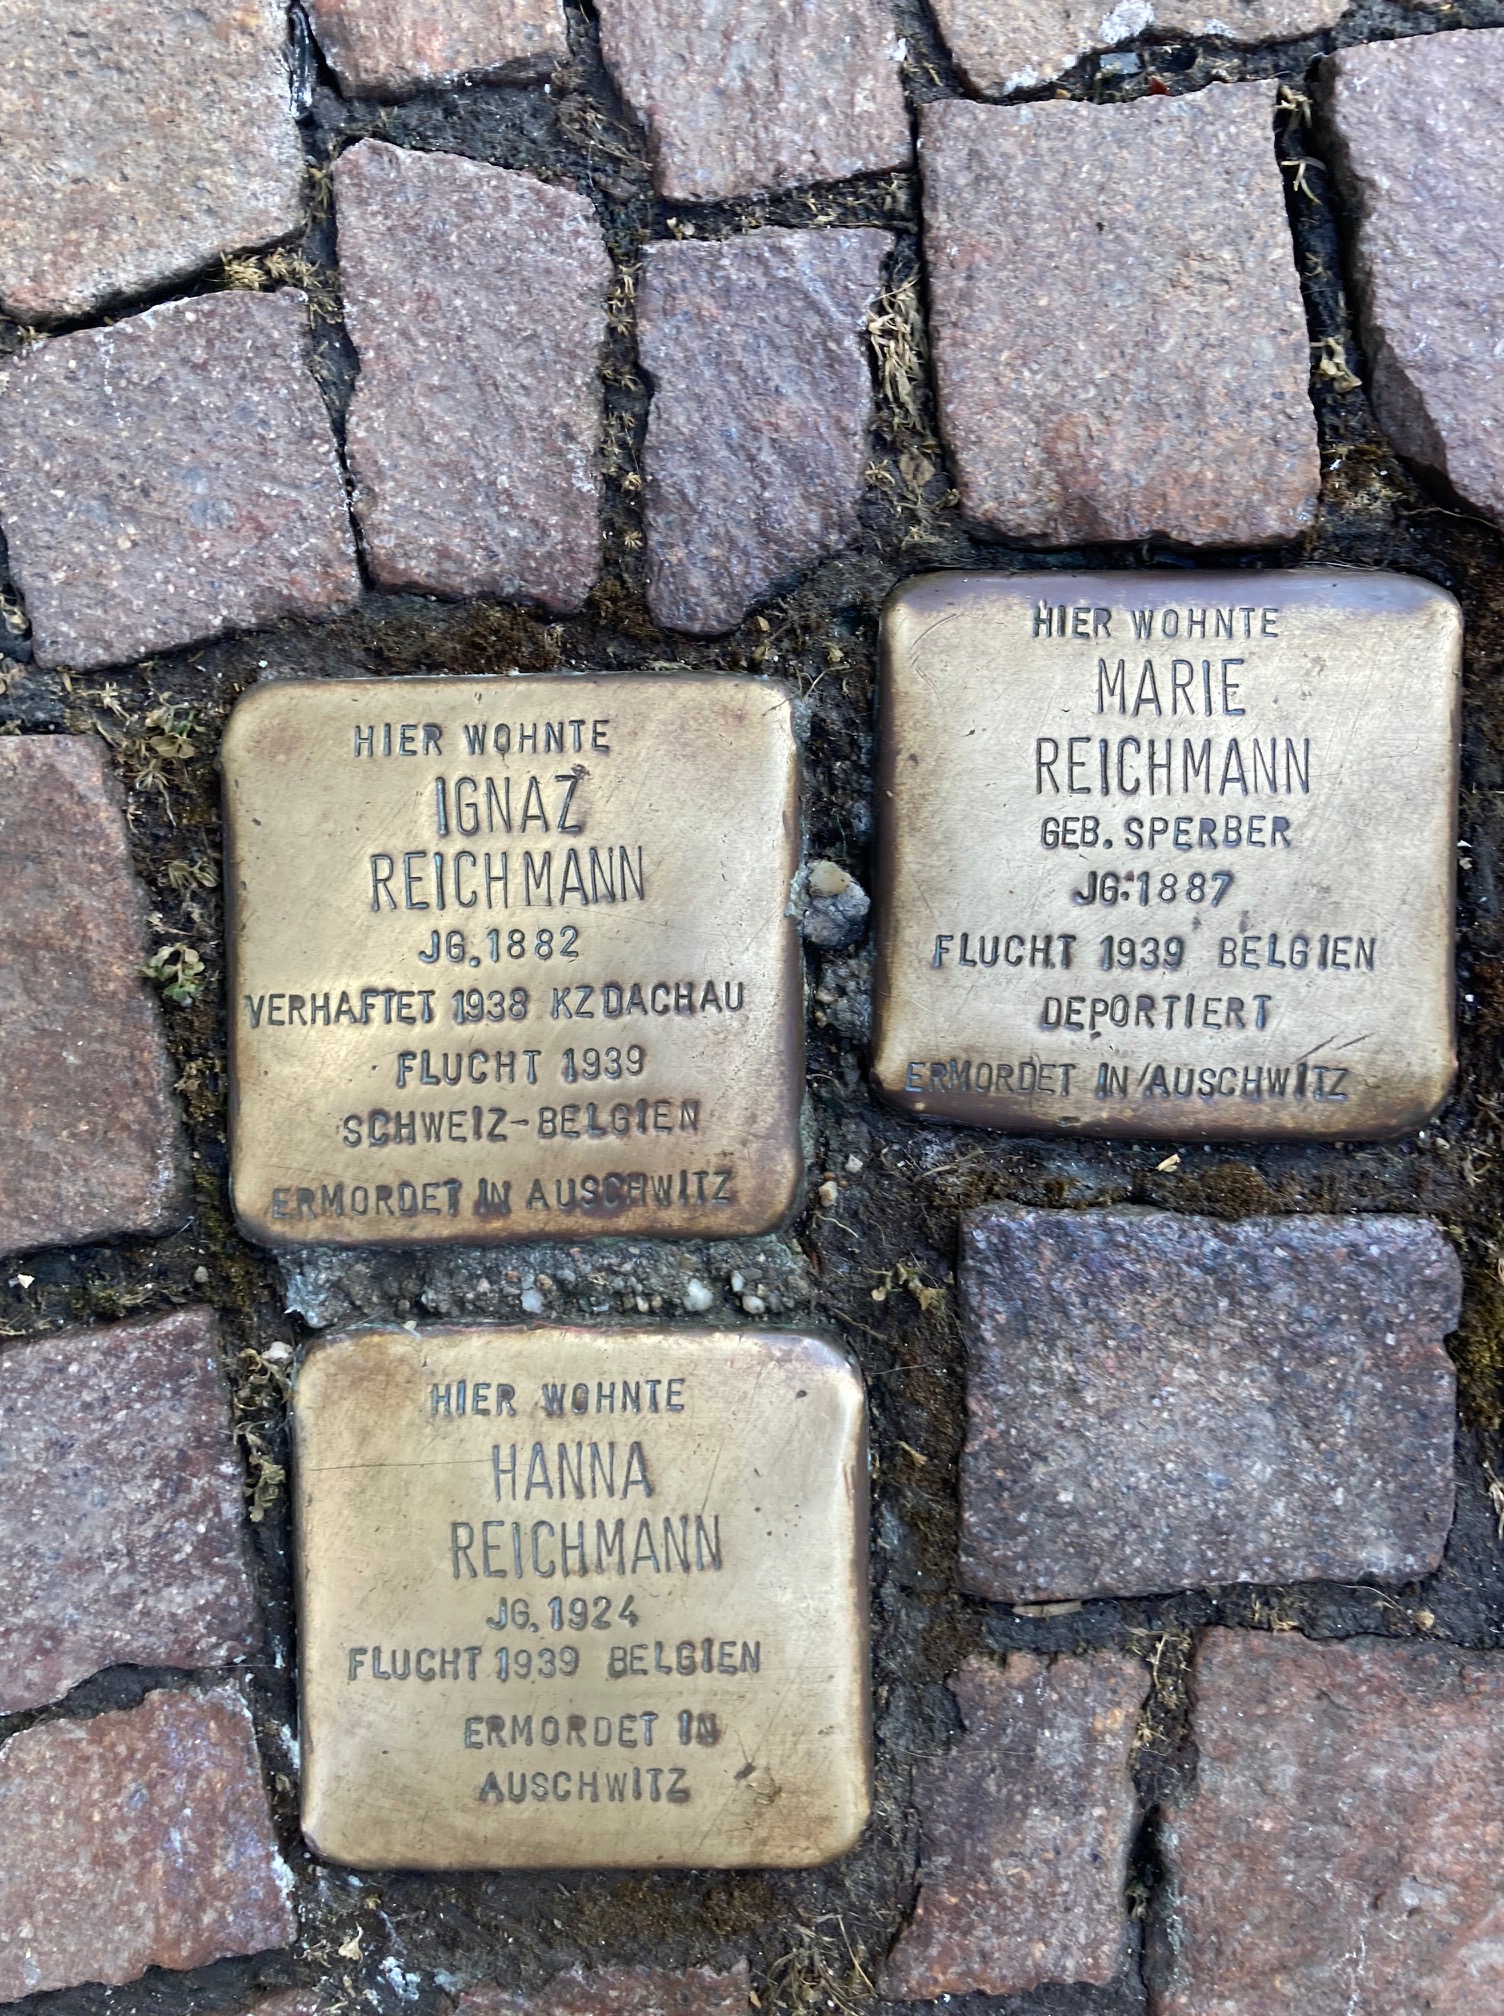 HIER WOHNTE
IGNAZ
REICHMANN
JG. 1882
VERHAFTET 1938 KZ DACHAU
FLUCHT 1939
SCHWEIZ-BELGIEN
ERMORDET IN AUSCHWITZ
HIER WOHNTE
MARIE
REICHMANN
GEB. SPERBER
JG. 1887
FLUCHT 1939 BELGIEN
DEPORTIERT
ERMORDET IN AUSCHWITZ
HIER WOHNTE
HANNA
REICHMANN
JG. 1924
FLUCHT 1939 BELGIEN
ERMORDET IN
AUSCHWITZ